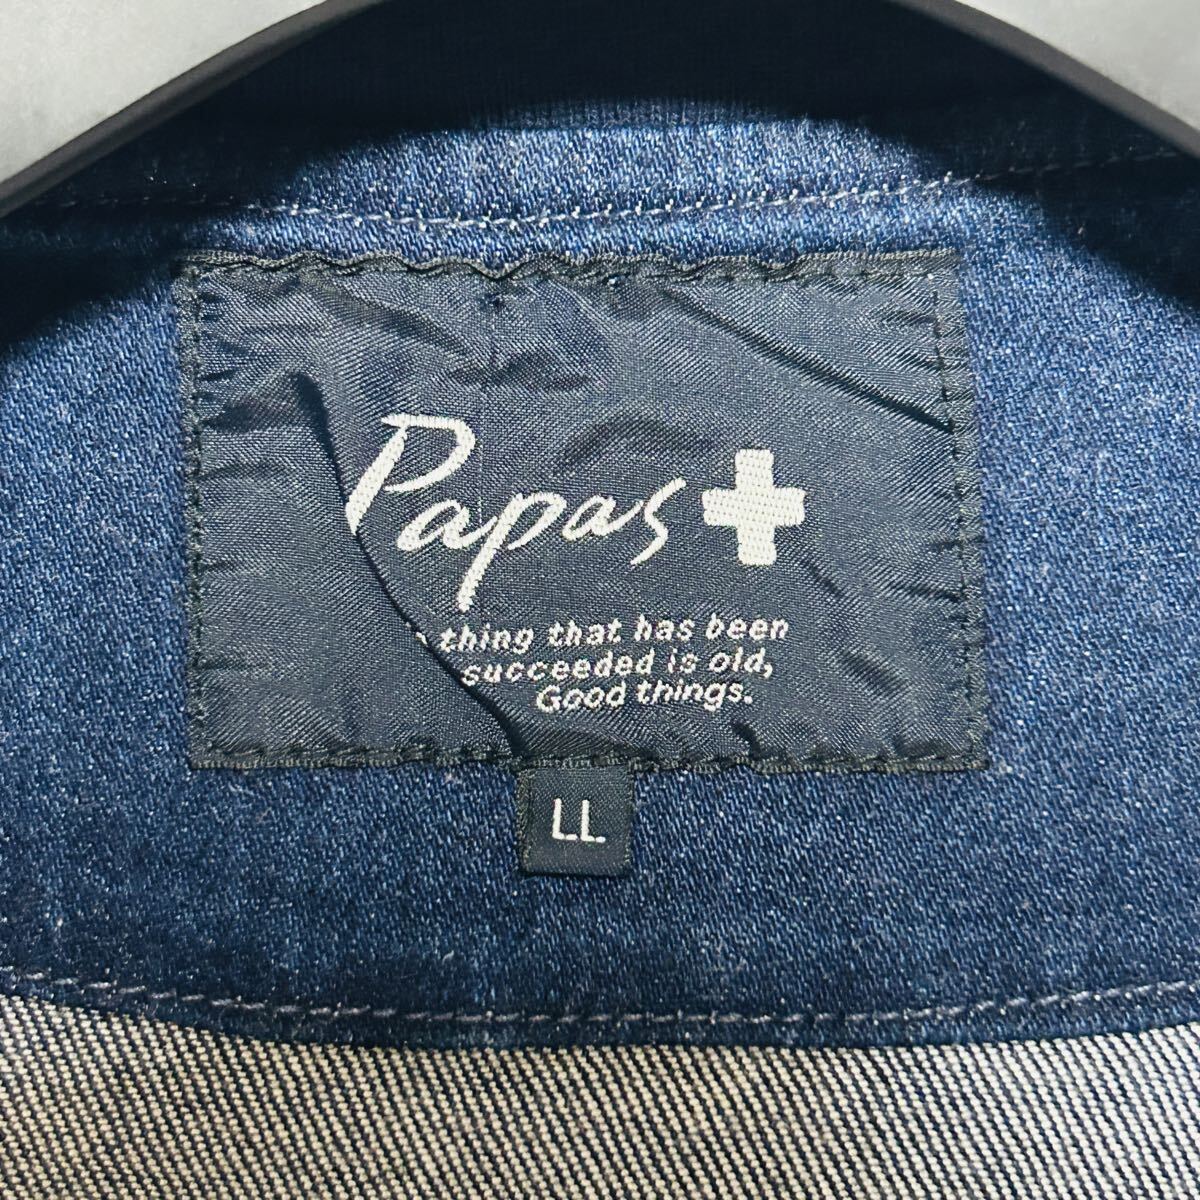 Papas+
thing that has been
succeeded is old,
Good things.
LL